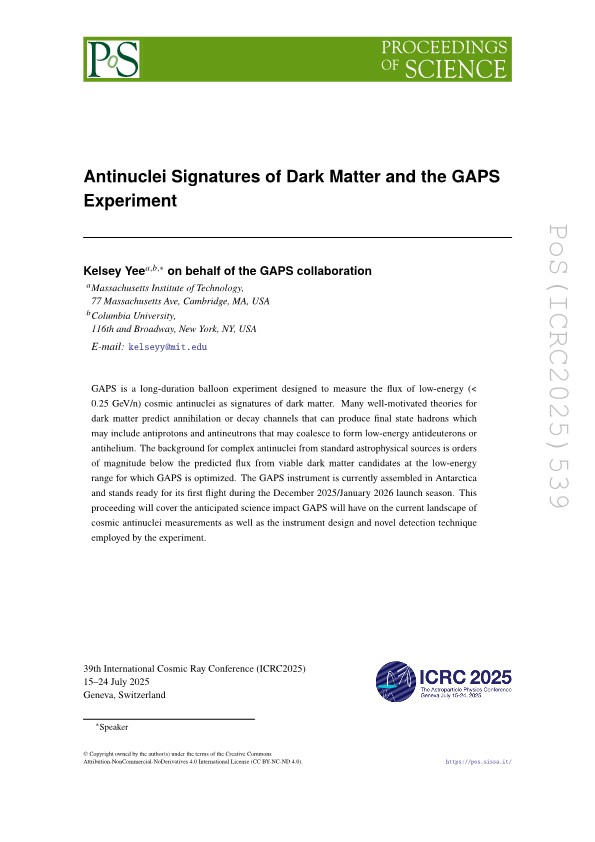 PoS
PROCEEDINGS
OF SCIENCE
Antinuclei Signatures of Dark Matter and the GAPS
Experiment
Kelsey Yee𝑎,𝑏,∗ on behalf of the GAPS collaboration
𝑎Massachusetts Institute of Technology,
77 Massachusetts Ave, Cambridge, MA, USA
𝑏Columbia University,
116th and Broadway, New York, NY, USA
E-mail: kelseyy@mit.edu
GAPS is a long-duration balloon experiment designed to measure the flux of low-energy (<
0.25 GeV/n) cosmic antinuclei as signatures of dark matter. Many well-motivated theories for
dark matter predict annihilation or decay channels that can produce final state hadrons which
may include antiprotons and antineutrons that may coalesce to form low-energy antideuterons or
antihelium. The background for complex antinuclei from standard astrophysical sources is orders
of magnitude below the predicted flux from viable dark matter candidates at the low-energy
range for which GAPS is optimized. The GAPS instrument is currently assembled in Antarctica
and stands ready for its first flight during the December 2025/January 2026 launch season. This
proceeding will cover the anticipated science impact GAPS will have on the current landscape of
cosmic antinuclei measurements as well as the instrument design and novel detection technique
employed by the experiment.
PoS(ICRC2025)539
39th International Cosmic Ray Conference (ICRC2025)
15–24 July 2025
Geneva, Switzerland
ICRC 2025
The Astroparticle Physics Conference
Geneva July 15-24, 2025
∗Speaker
© Copyright owned by the author(s) under the terms of the Creative Commons
Attribution-NonCommercial-NoDerivatives 4.0 International License (CC BY-NC-ND 4.0).
https://pos.sissa.it/